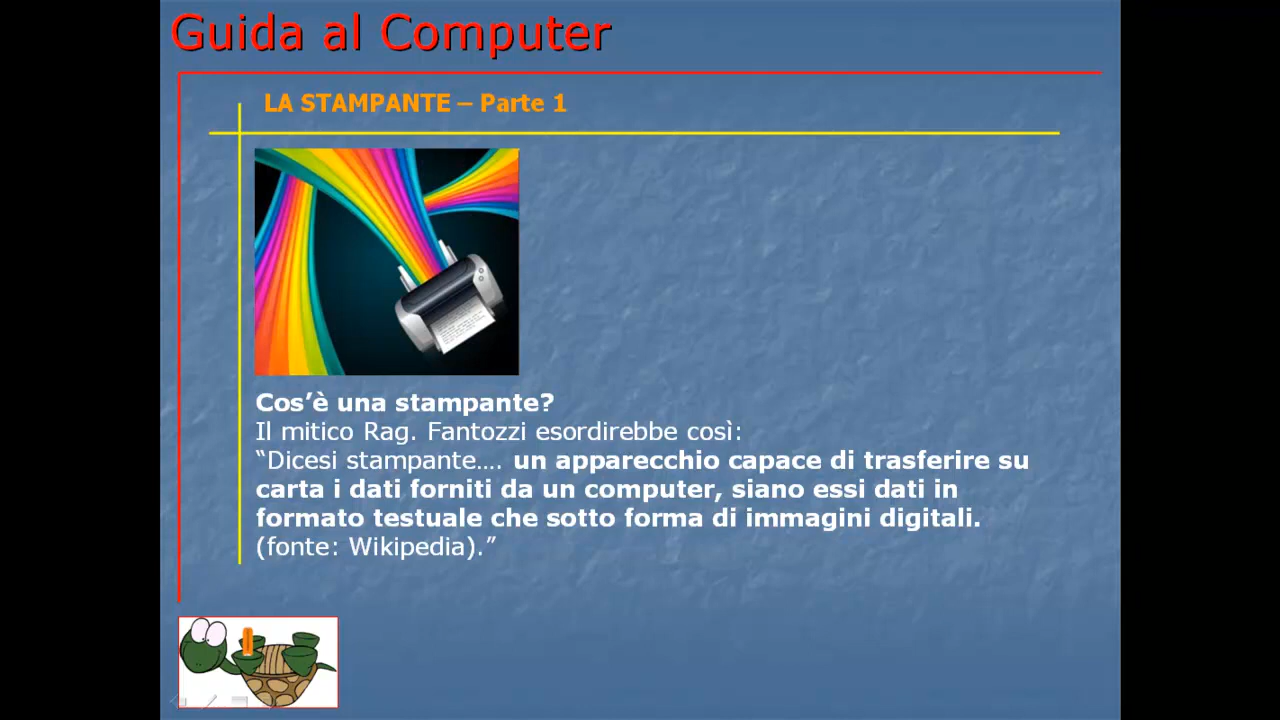 Guida al Computer
LA STAMPANTE – Parte 1
Cos’è una stampante?
Il mitico Rag. Fantozzi esordirebbe così:
“Dicesi stampante…. un apparecchio capace di trasferire su
carta i dati forniti da un computer, siano essi dati in
formato testuale che sotto forma di immagini digitali.
(fonte: Wikipedia).”